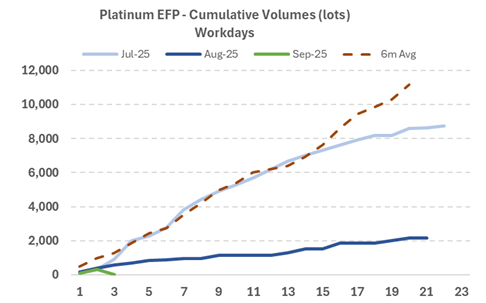 Platinum EFP - Cumulative Volumes (lots)
Workdays
Jul-25 Aug-25 Sep-25 6m Avg
12,000
10,000
8,000
6,000
4,000
2,000
0
1 3 5 7 9 11 13 15 17 19 21 23